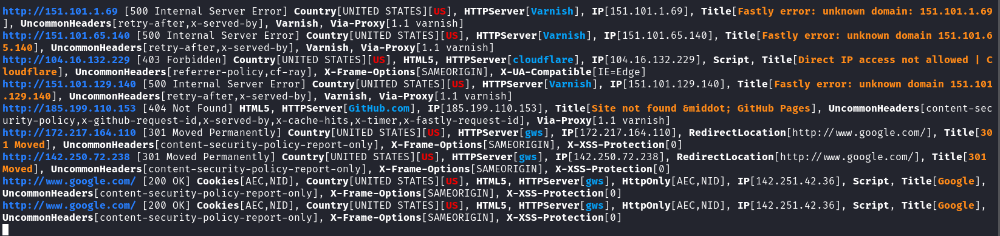 http://151.101.1.69 [500 Internal Server Error] Country[UNITED STATES][US], HTTPServer[Varnish], IP[151.101.1.69], Title[Fastly error: unknown domain: 151.101.1.69
], UncommonHeaders[retry-after,x-served-by], Varnish, Via-Proxy[1.1 varnish]
http://151.101.65.140 [500 Internal Server Error] Country[UNITED STATES][US], HTTPServer[Varnish], IP[151.101.65.140], Title[Fastly error: unknown domain 151.101.6
5.140], UncommonHeaders[retry-after,x-served-by], Varnish, Via-Proxy[1.1 varnish]
http://104.16.132.229 [403 Forbidden] Country[UNITED STATES][US], HTML5, HTTPServer[cloudflare], IP[104.16.132.229], Script, Title[Direct IP access not allowed | C
loudflare], UncommonHeaders[referrer-policy,cf-ray], X-Frame-Options[SAMEORIGIN], X-UA-Compatible[IE=Edge]
http://151.101.129.140 [500 Internal Server Error] Country[UNITED STATES][US], HTTPServer[Varnish], IP[151.101.129.140], Title[Fastly error: unknown domain 151.101
.129.140], UncommonHeaders[retry-after,x-served-by], Varnish, Via-Proxy[1.1 varnish]
http://185.199.110.153 [404 Not Found] HTML5, HTTPServer[GitHub.com], IP[185.199.110.153], Title[Site not found &middot; GitHub Pages], UncommonHeaders[content-sec
urity-policy,x-github-request-id,x-served-by,x-cache-hits,x-timer,x-fastly-request-id], Via-Proxy[1.1 varnish]
http://172.217.164.110 [301 Moved Permanently] Country[UNITED STATES][US], HTTPServer[gws], IP[172.217.164.110], RedirectLocation[http://www.google.com/], Title[30
1 Moved], UncommonHeaders[content-security-policy-report-only], X-Frame-Options[SAMEORIGIN], X-XSS-Protection[0]
http://142.250.72.238 [301 Moved Permanently] Country[UNITED STATES][US], HTTPServer[gws], IP[142.250.72.238], RedirectLocation[http://www.google.com/], Title[301
Moved], UncommonHeaders[content-security-policy-report-only], X-Frame-Options[SAMEORIGIN], X-XSS-Protection[0]
http://www.google.com/ [200 OK] Cookies[AEC,NID], Country[UNITED STATES][US], HTML5, HTTPServer[gws], HttpOnly[AEC,NID], IP[142.251.42.36], Script, Title[Google],
UncommonHeaders[content-security-policy-report-only], X-Frame-Options[SAMEORIGIN], X-XSS-Protection[0]
http://www.google.com/ [200 OK] Cookies[AEC,NID], Country[UNITED STATES][US], HTML5, HTTPServer[gws], HttpOnly[AEC,NID], IP[142.251.42.36], Script, Title[Google],
UncommonHeaders[content-security-policy-report-only], X-Frame-Options[SAMEORIGIN], X-XSS-Protection[0]